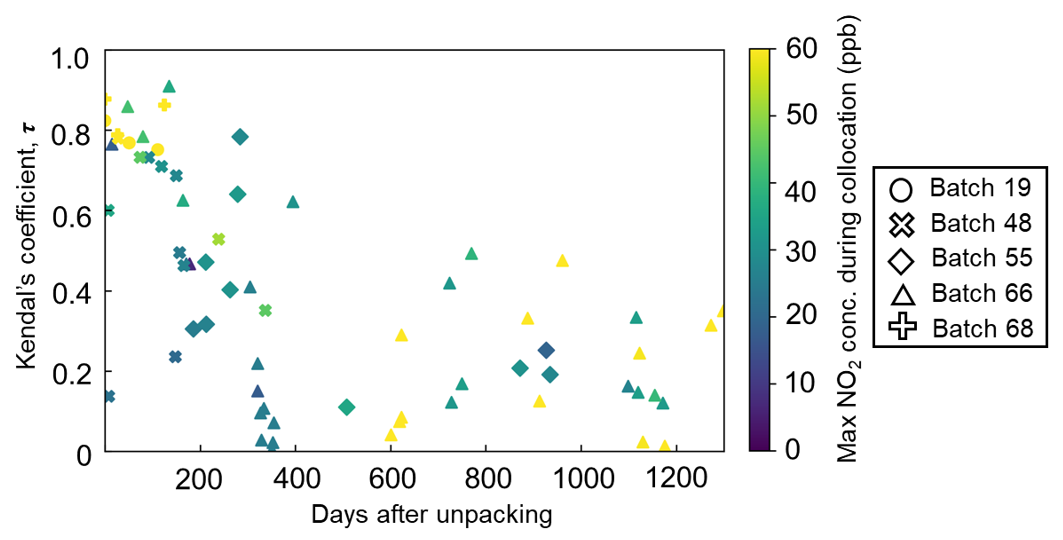 1.0
0.8
0.6
0.4
0.2
0
Kendal's coefficient, τ
200
400
600
800
1000
1200
Days after unpacking
60
50
40
30
20
10
0
Max NO2 conc. during collocation (ppb)
Batch 19
Batch 48
Batch 55
Batch 66
Batch 68